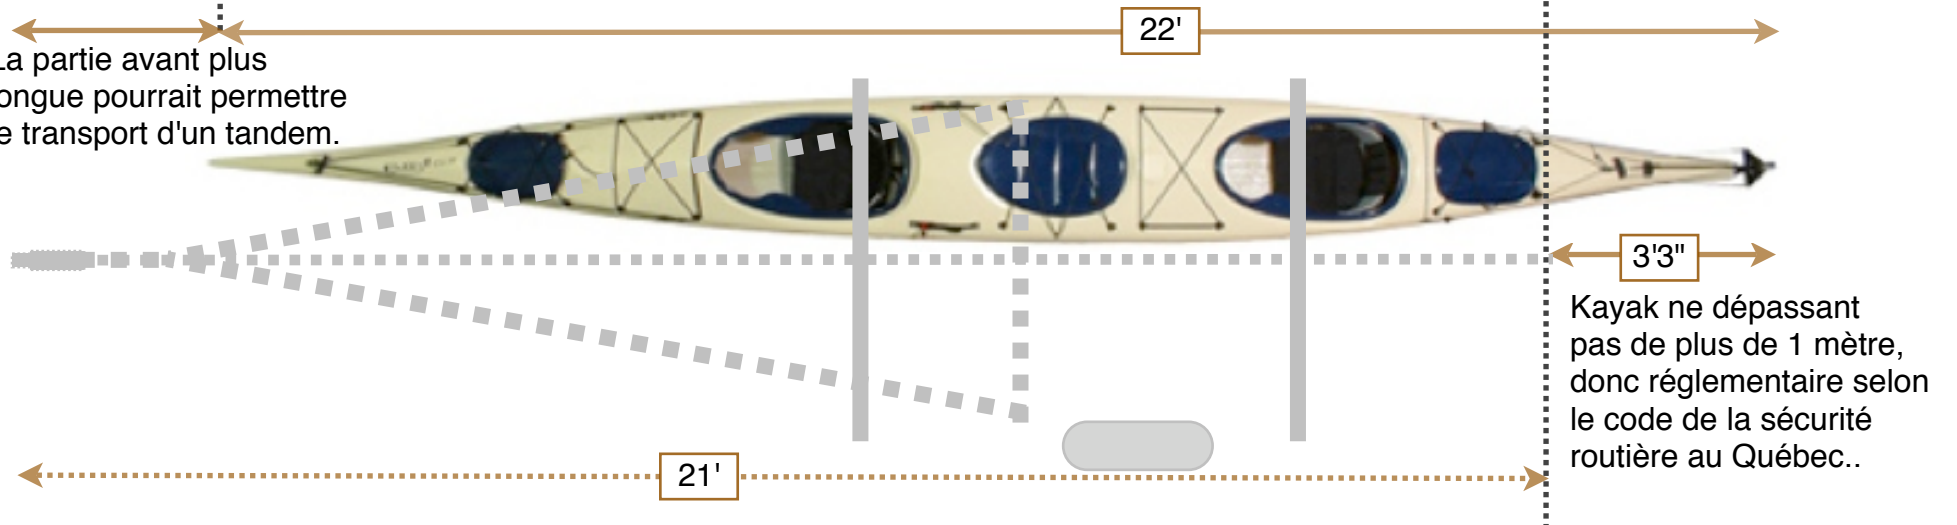 22'
La partie avant plus
longue pourrait permettre
le transport d'un tandem.
3'3"
Kayak ne dépassant
pas de plus de 1 mètre,
donc réglementaire selon
le code de la sécurité
routière au Québec..
21'